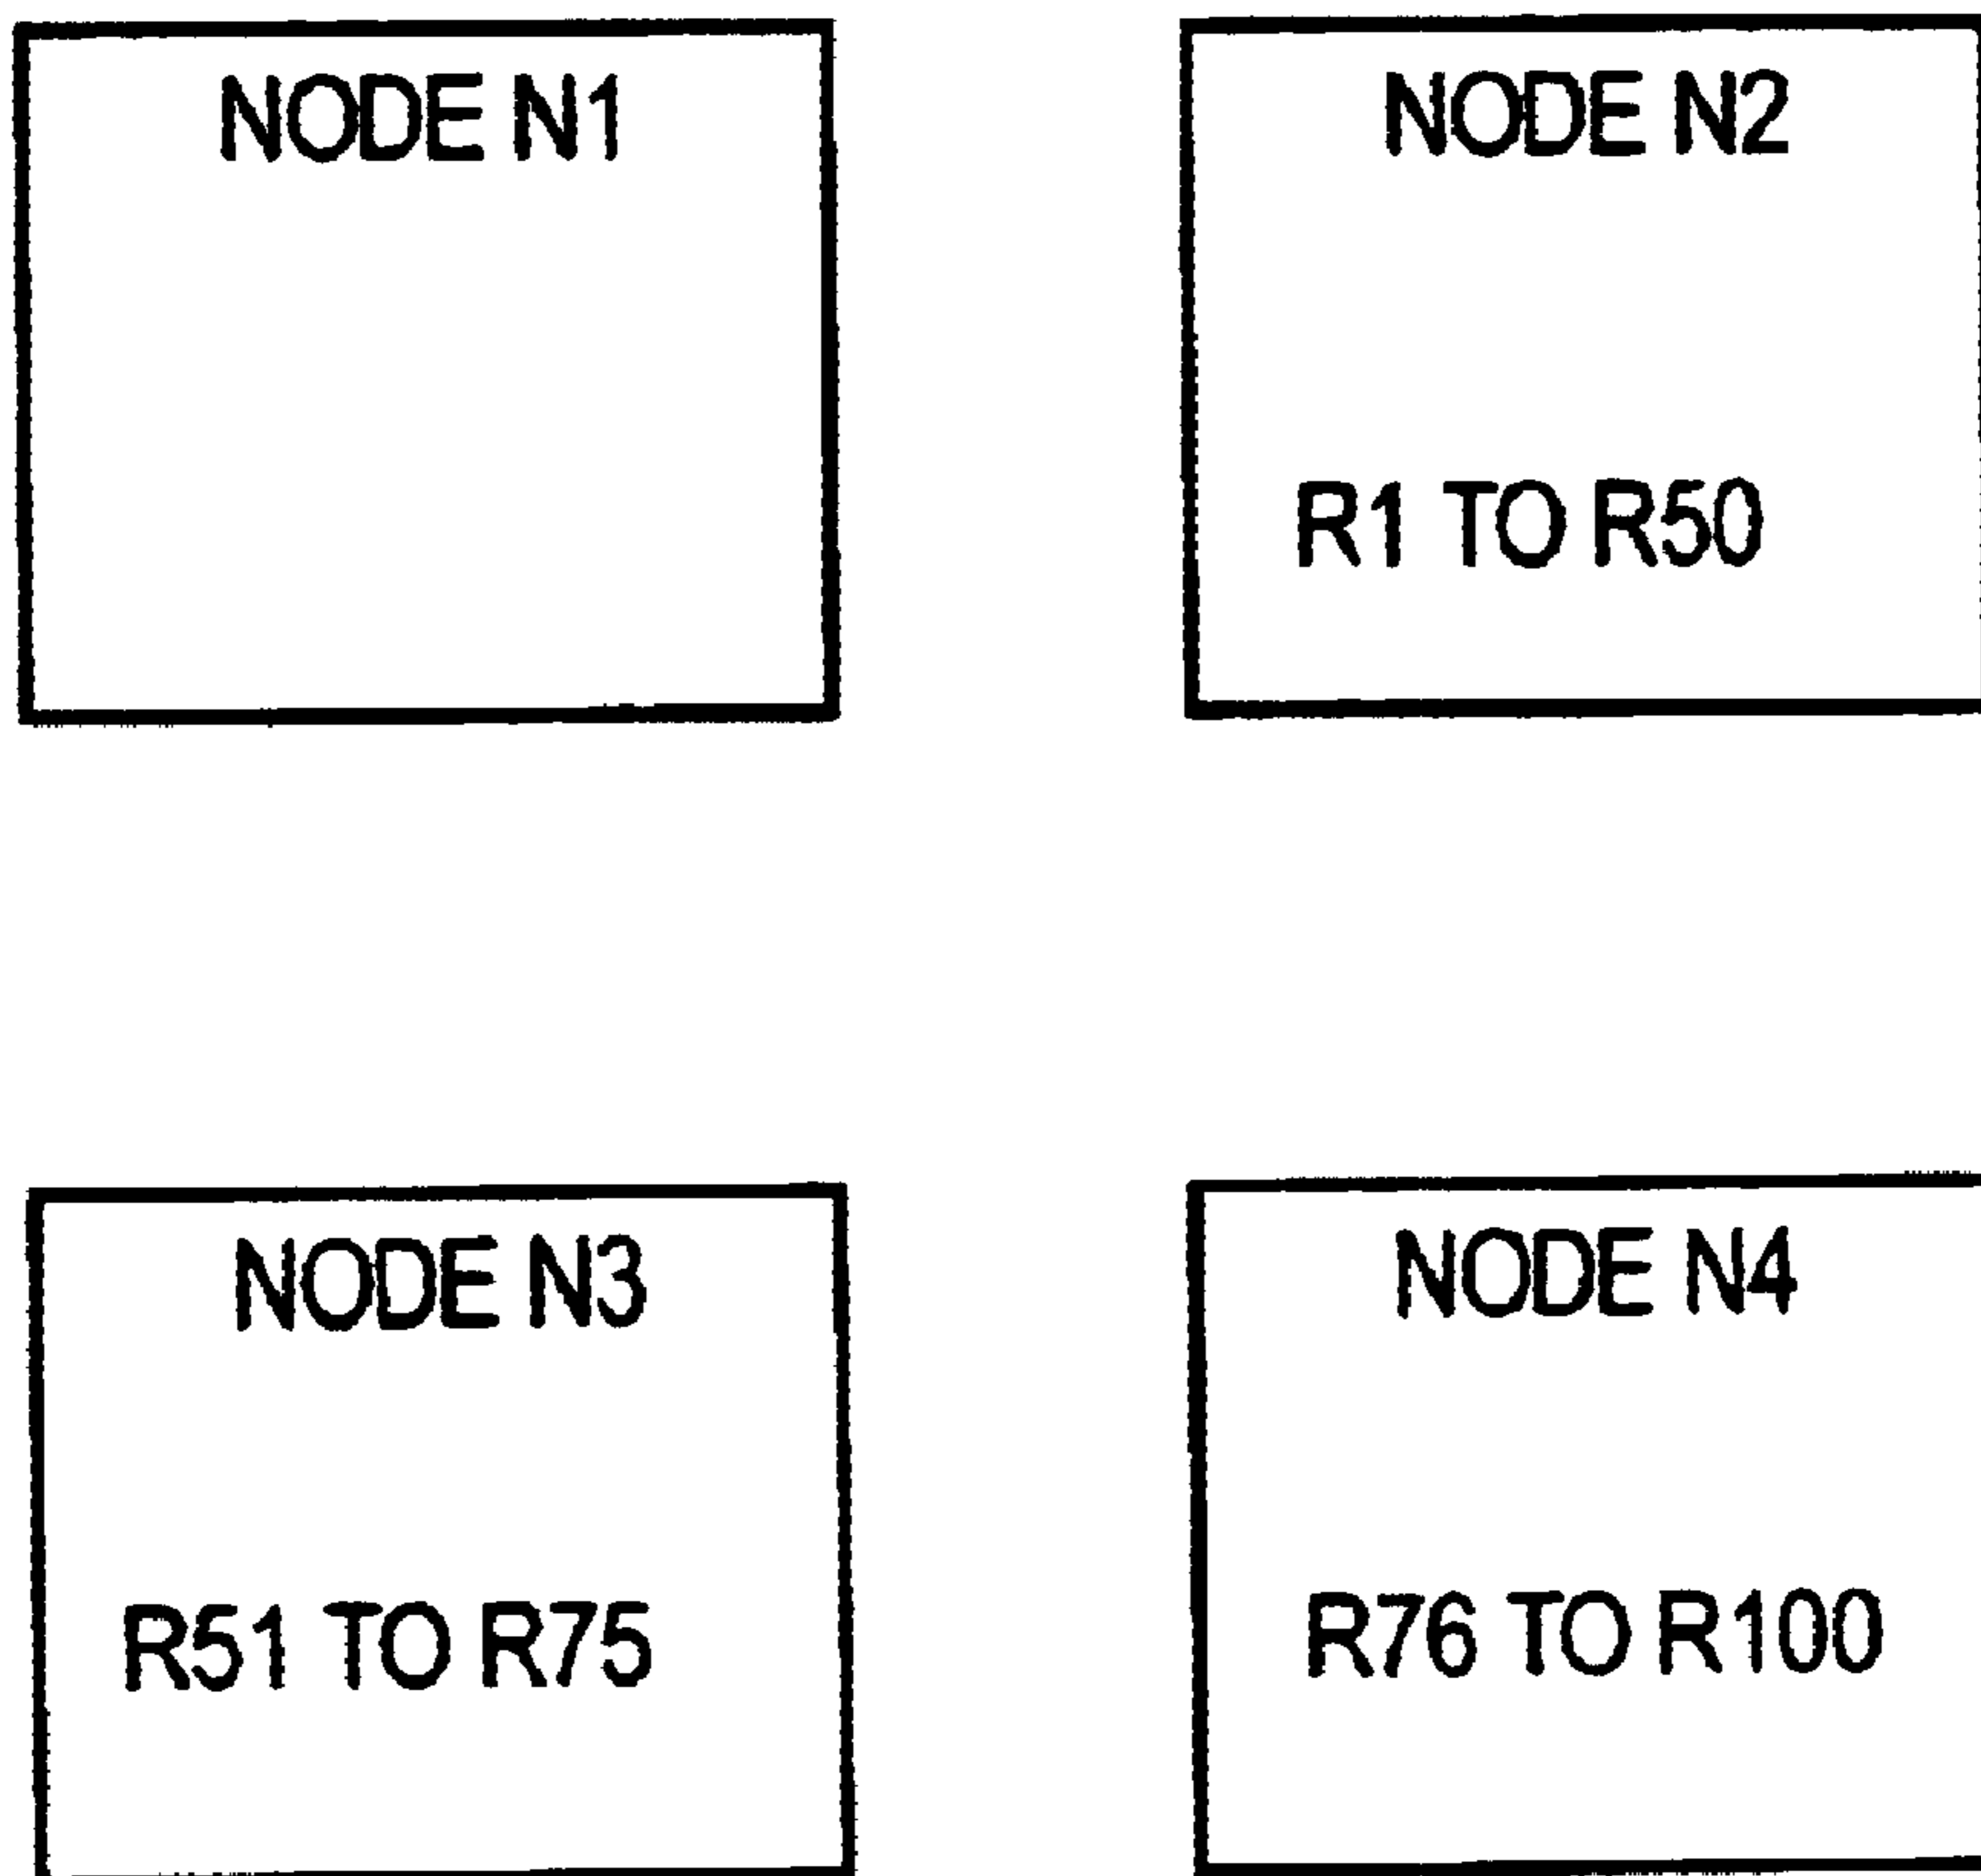 NODE N1
NODE N2
R1 TO R50
NODE N3
R51 TO R75
NODE N4
R76 TO R100